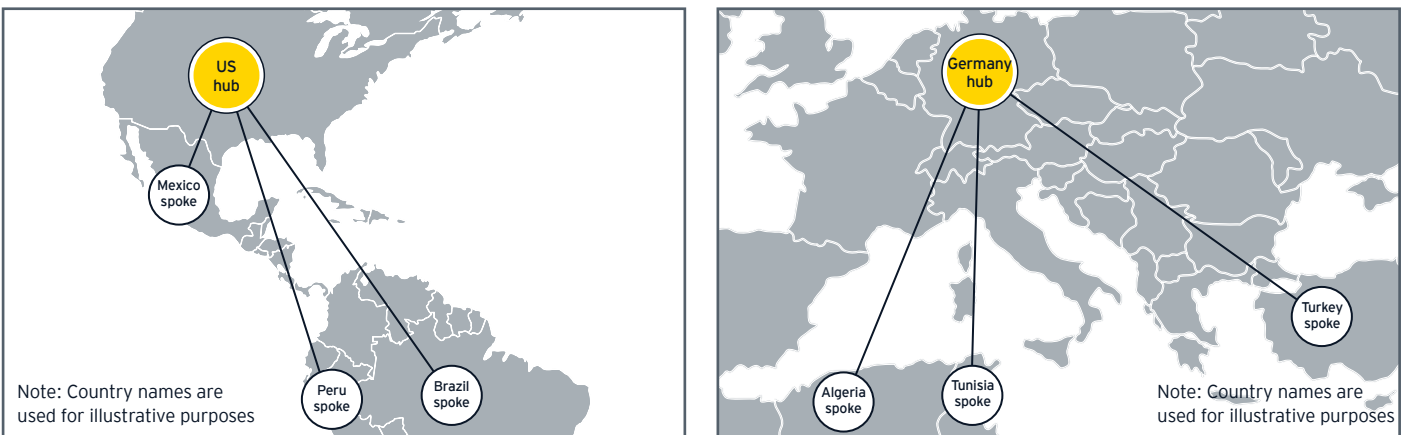 US
hub
Mexico
spoke
Peru
spoke
Brazil
spoke
Note: Country names are
used for illustrative purposes
Germany
hub
Algeria
spoke
Tunisia
spoke
Turkey
spoke
Note: Country names are
used for illustrative purposes